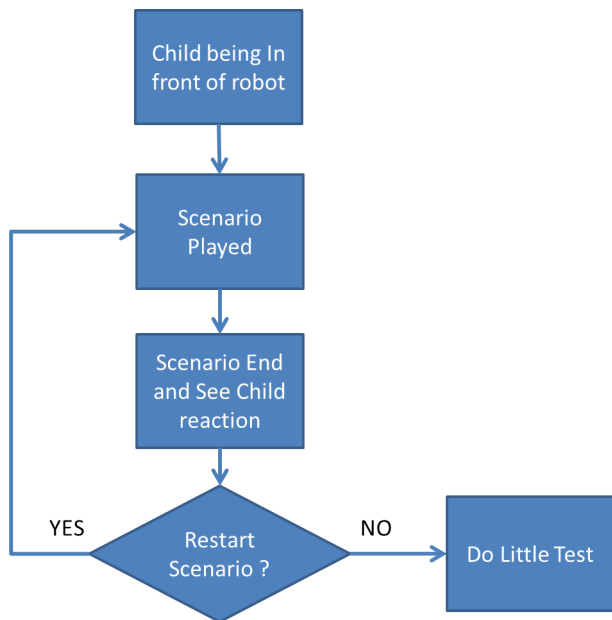 Child being In
front of robot
Scenario
Played
Scenario End
and See Child
reaction
YES
Restart
Scenario ?
NO
Do Little Test